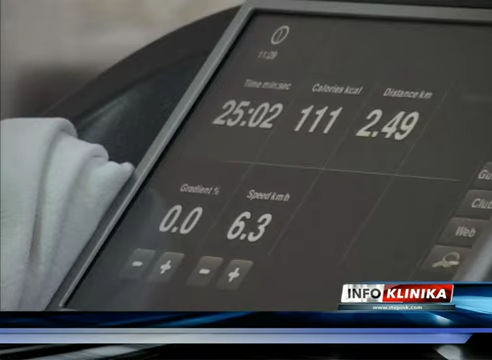 11:09
Time min:sec Calories kcal Distance km
25:02 111 2.49
Gradient % Speed km/h
0.0 6.3
- + - +
Club
Web
INFO KLINIKA